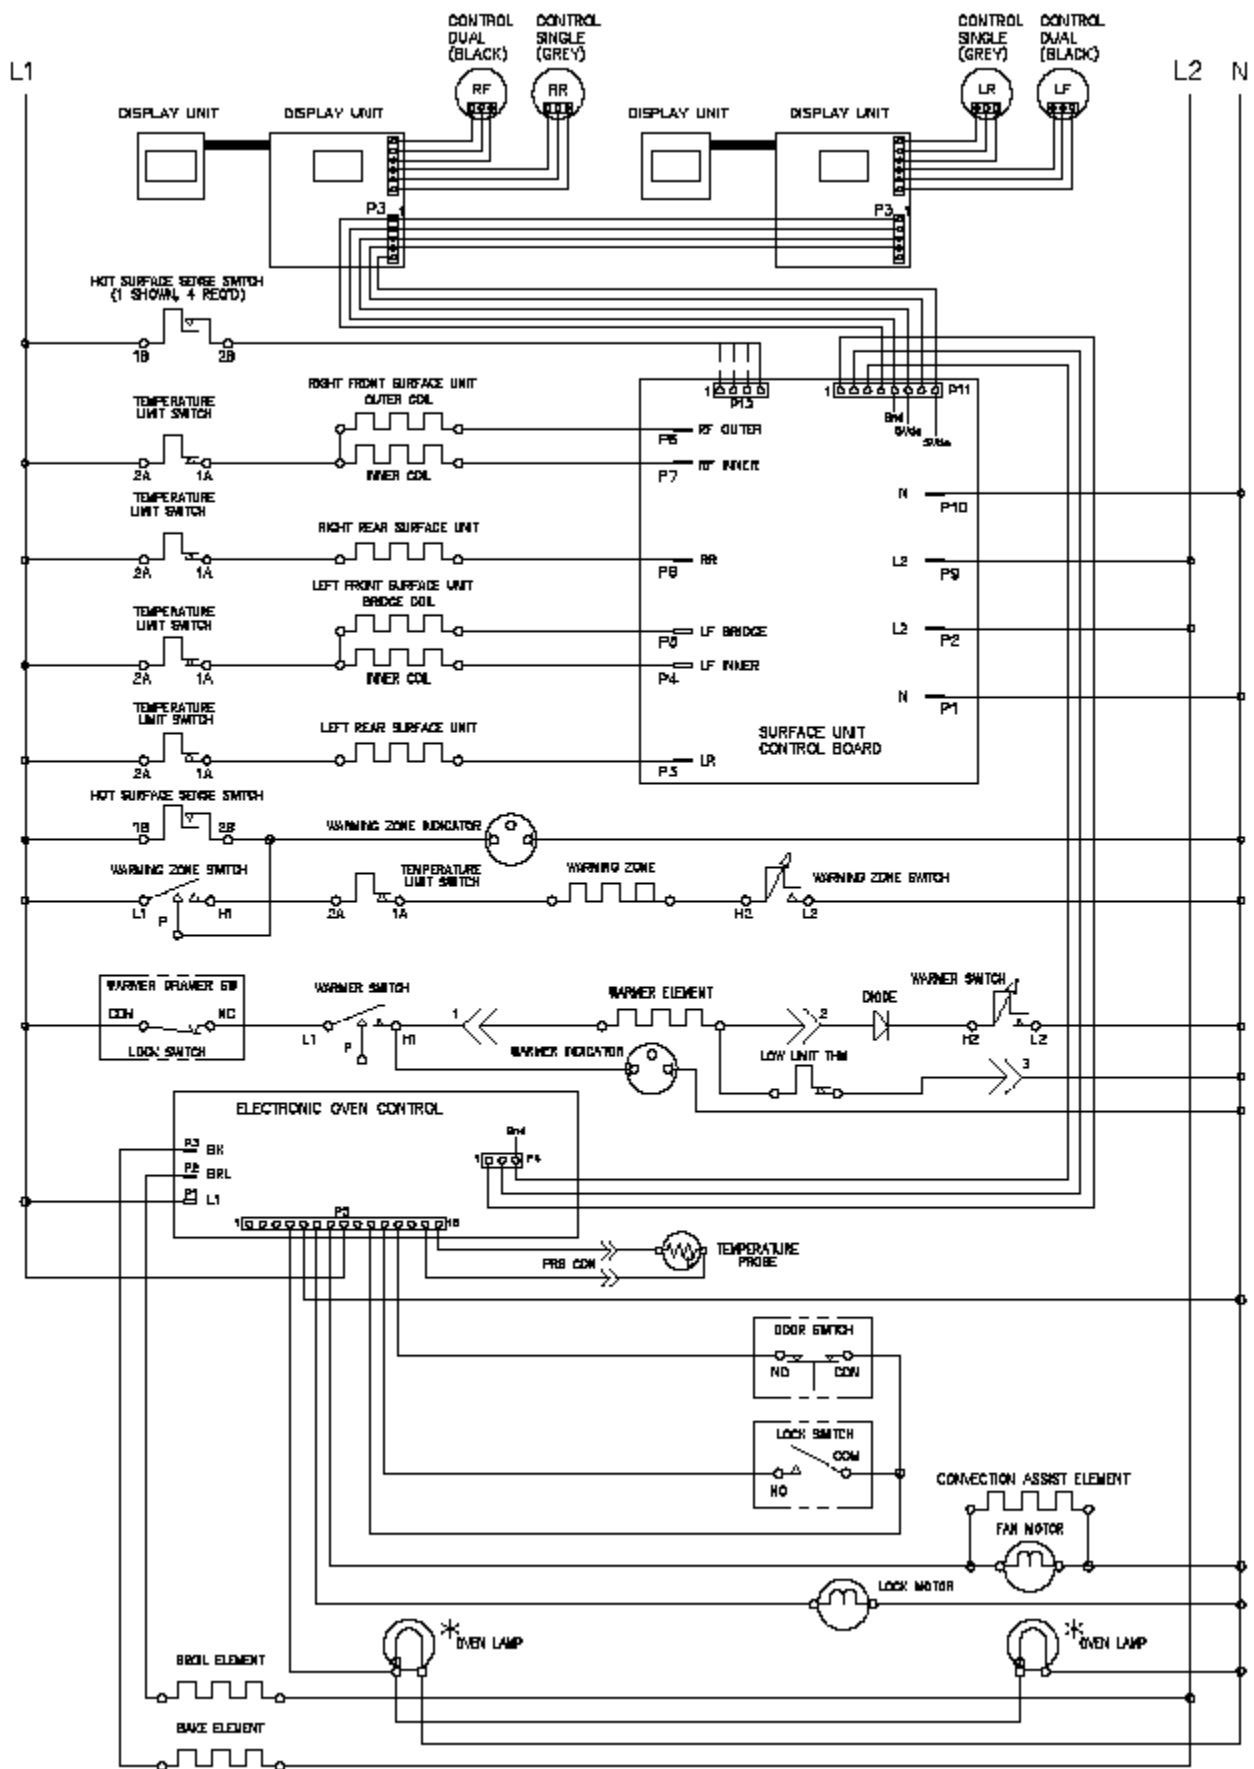 CONTROL
DUAL
(BLACK)
CONTROL
SINGLE
(GREY)
CONTROL
SINGLE
(GREY)
CONTROL
DUAL
(BLACK)
L1
L2
N
RF
RR
LR
LF
DISPLAY UNIT
DISPLAY UNIT
DISPLAY UNIT
DISPLAY UNIT
P3
1
P3
1
HOT SURFACE SENSE SWITCH
(1 SHOWN, 4 REQ'D)
1B
2B
1
P13
1
P11
Gnd
TEMPERATURE
LIMIT SWITCH
2A
1A
RIGHT FRONT SURFACE UNIT
OUTER COIL
INNER COIL
P6
RF OUTER
P7
RF INNER
N
P10
TEMPERATURE
LIMIT SWITCH
2A
1A
RIGHT REAR SURFACE UNIT
P8
RR
L2
P9
LEFT FRONT SURFACE UNIT
BRIDGE COIL
TEMPERATURE
LIMIT SWITCH
2A
1A
INNER COIL
P5
LF BRIDGE
P4
LF INNER
L2
P2
N
P1
TEMPERATURE
LIMIT SWITCH
2A
1A
LEFT REAR SURFACE UNIT
P3
LR
SURFACE UNIT
CONTROL BOARD
HOT SURFACE SENSE SWITCH
1B
2B
WARMING ZONE INDICATOR
WARMING ZONE SWITCH
L1
P
H1
TEMPERATURE
LIMIT SWITCH
2A
1A
WARMING ZONE
WARMING ZONE SWITCH
H2
L2
WARMER DRAWER SW
COM
NC
LOCK SWITCH
WARMER SWITCH
L1
P
H1
1
WARMER ELEMENT
2
DIODE
WARMER SWITCH
H2
L2
WARMER INDICATOR
LOW LIMIT THM
3
ELECTRONIC OVEN CONTROL
P3
BK
P2
BRL
P1
L1
Gnd
1
P4
1
P5
16
PRB CON
TEMPERATURE
PROBE
DOOR SWITCH
NO
COM
LOCK SWITCH
COM
NO
CONVECTION ASSIST ELEMENT
FAN MOTOR
LOCK MOTOR
OVEN LAMP
OVEN LAMP
BROIL ELEMENT
BAKE ELEMENT